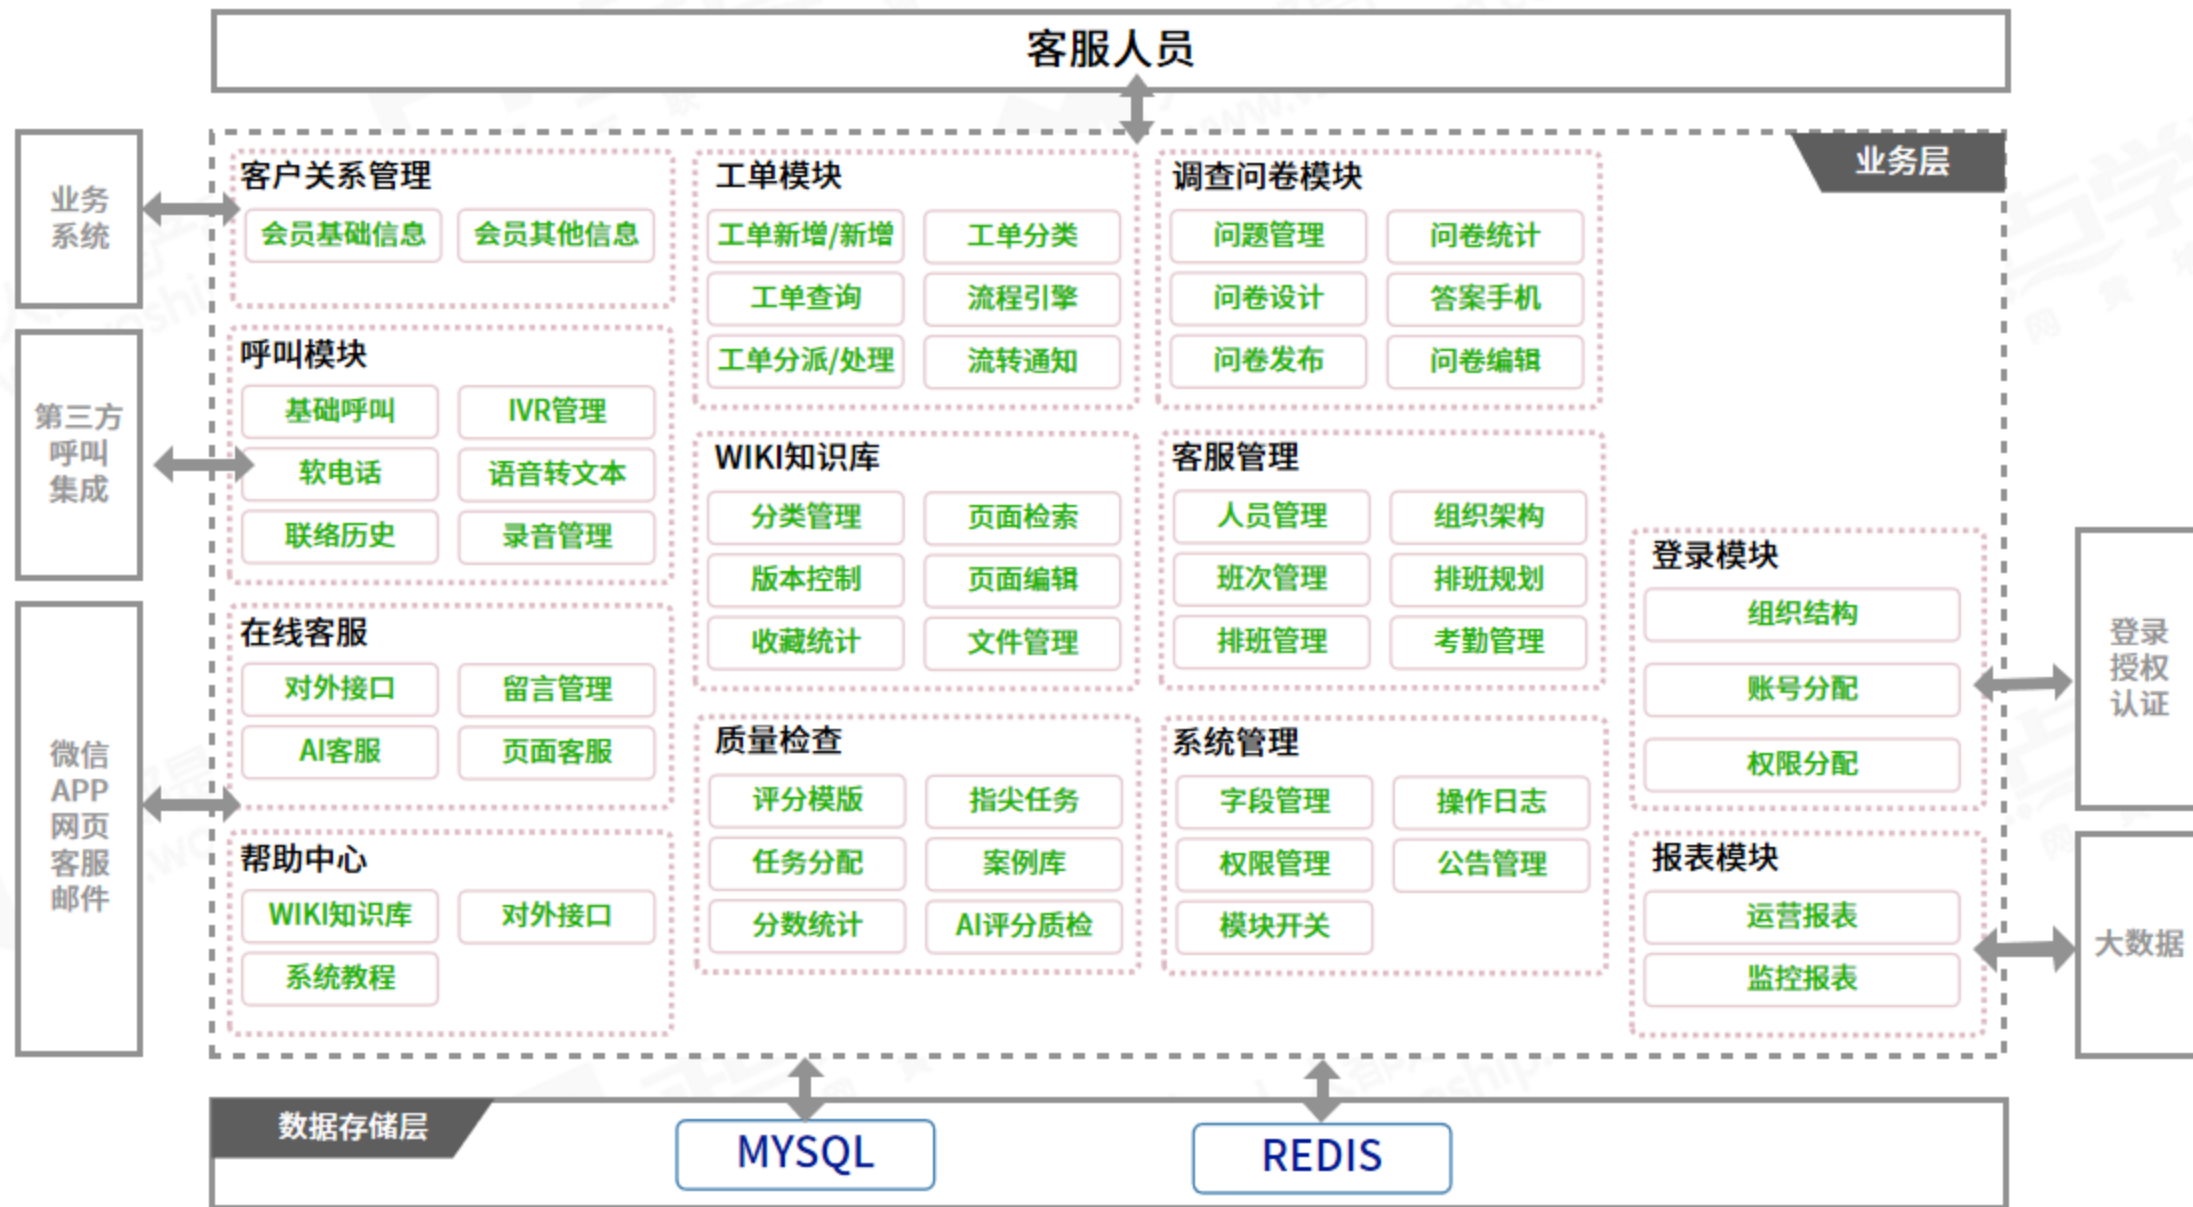 客服人员
业务层
业务
系统
第三方
呼叫
集成
微信
APP
网页
客服
邮件
客户关系管理
会员基础信息
会员其他信息
呼叫模块
基础呼叫
IVR管理
软电话
语音转文本
联络历史
录音管理
在线客服
对外接口
留言管理
AI客服
页面客服
帮助中心
WIKI知识库
对外接口
系统教程
工单模块
工单新增/新增
工单分类
工单查询
流程引擎
工单分派/处理
流转通知
WIKI知识库
分类管理
页面检索
版本控制
页面编辑
收藏统计
文件管理
质量检查
评分模版
指尖任务
任务分配
案例库
分数统计
AI评分质检
调查问卷模块
问题管理
问卷统计
问卷设计
答案手机
问卷发布
问卷编辑
客服管理
人员管理
组织架构
班次管理
排班规划
排班管理
考勤管理
系统管理
字段管理
操作日志
权限管理
公告管理
模块开关
登录模块
组织结构
账号分配
权限分配
报表模块
运营报表
监控报表
登录
授权
认证
大数据
数据存储层
MYSQL
REDIS